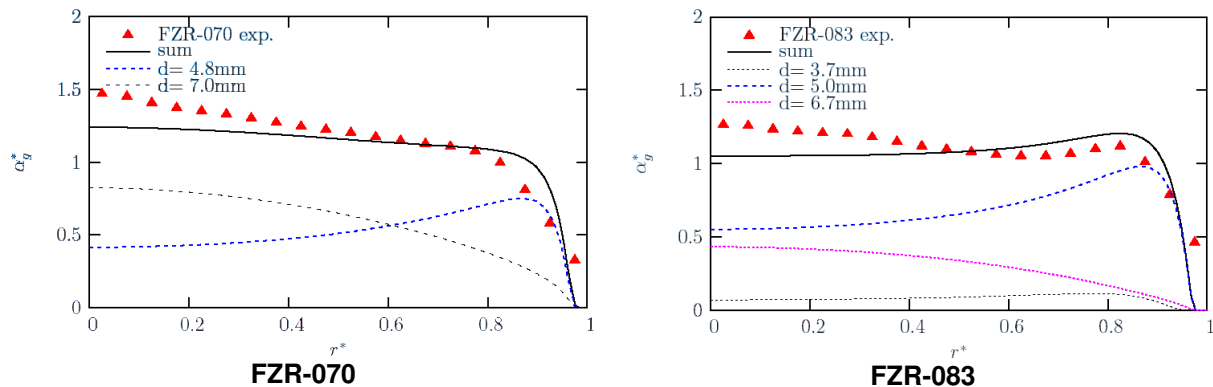 2
FZR-070 exp.
sum
d= 4.8mm
d= 7.0mm
1.5
1
0.5
0
α*g
0 0.2 0.4 0.6 0.8 1
r*
FZR-070
2
FZR-083 exp.
sum
d= 3.7mm
d= 5.0mm
d= 6.7mm
1.5
1
0.5
0
α*g
0 0.2 0.4 0.6 0.8 1
r*
FZR-083